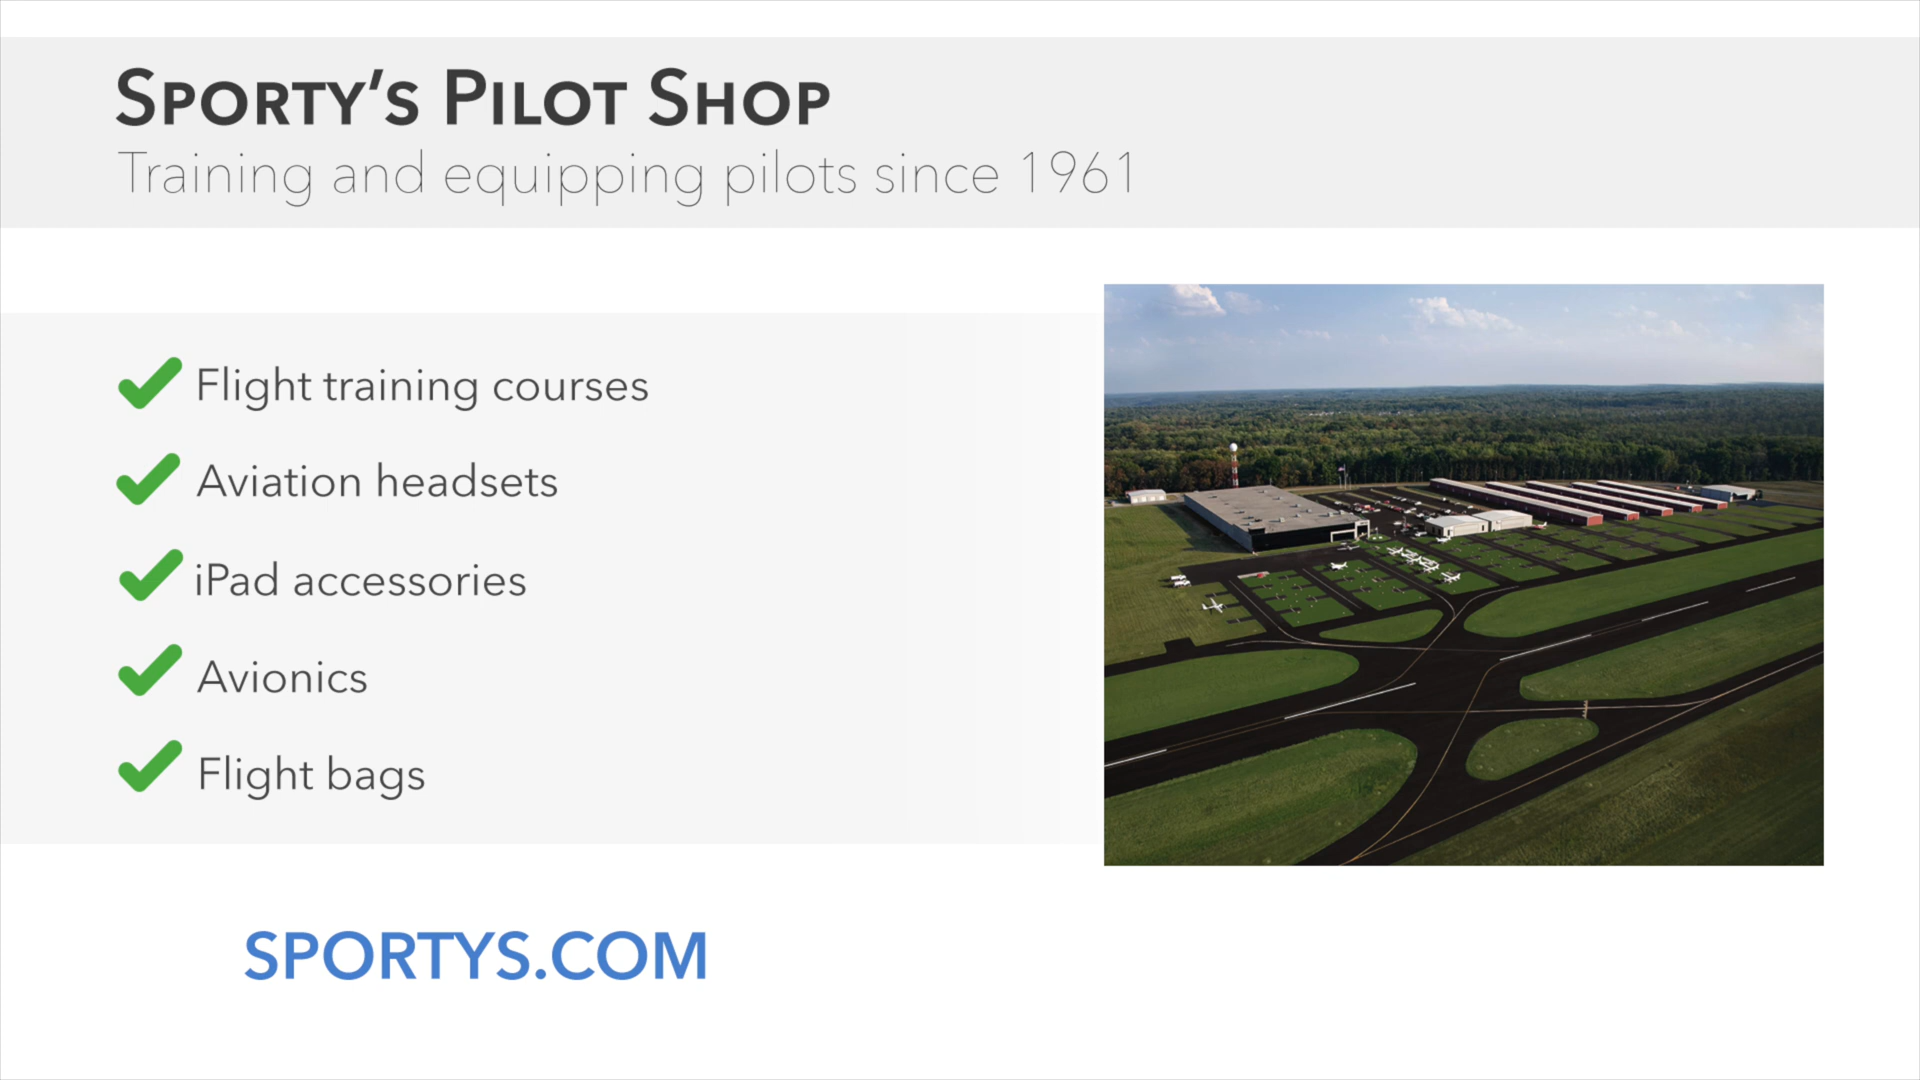 Sporty's Pilot Shop
Training and equipping pilots since 1961
Flight training courses
Aviation headsets
iPad accessories
Avionics
Flight bags
SPORTYS.COM